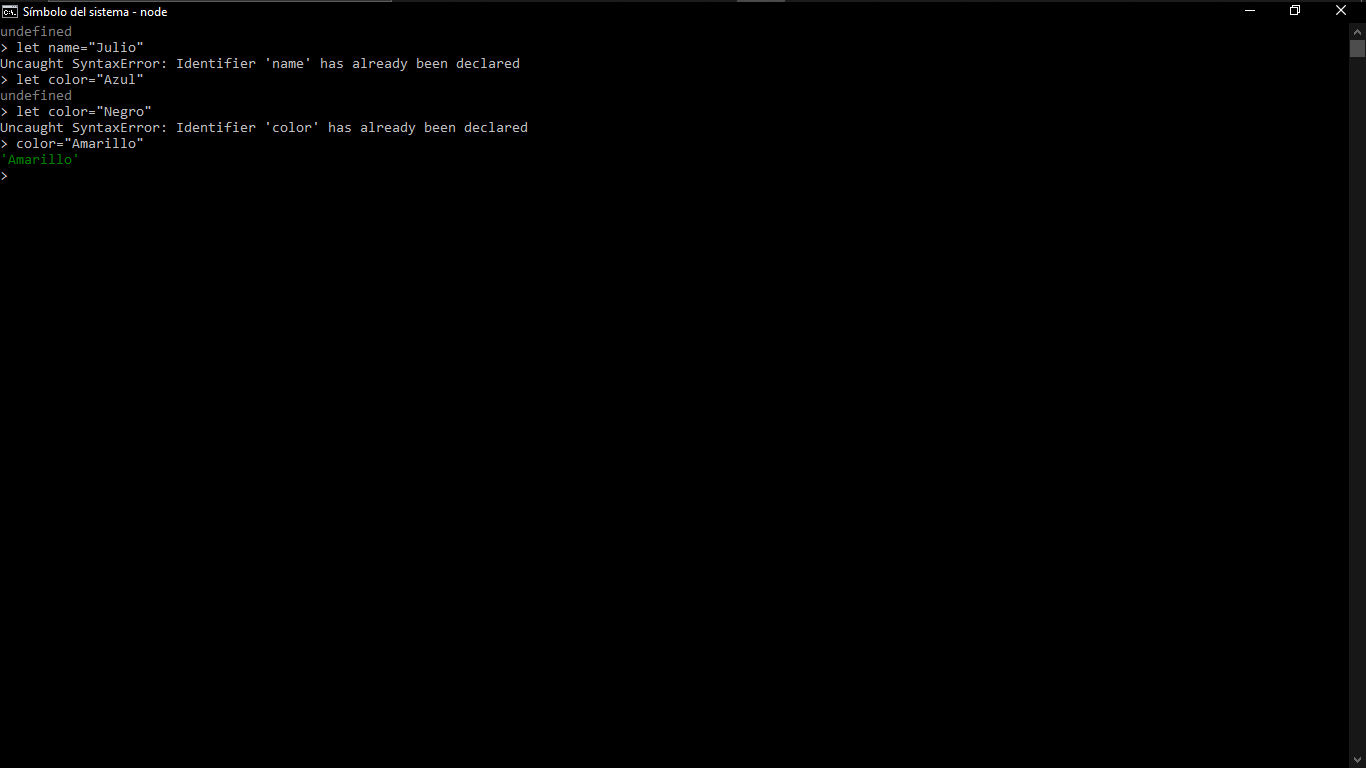 Símbolo del sistema - node
undefined
> let name="Julio"
Uncaught SyntaxError: Identifier 'name' has already been declared
> let color="Azul"
undefined
> let color="Negro"
Uncaught SyntaxError: Identifier 'color' has already been declared
> color="Amarillo"
'Amarillo'
>